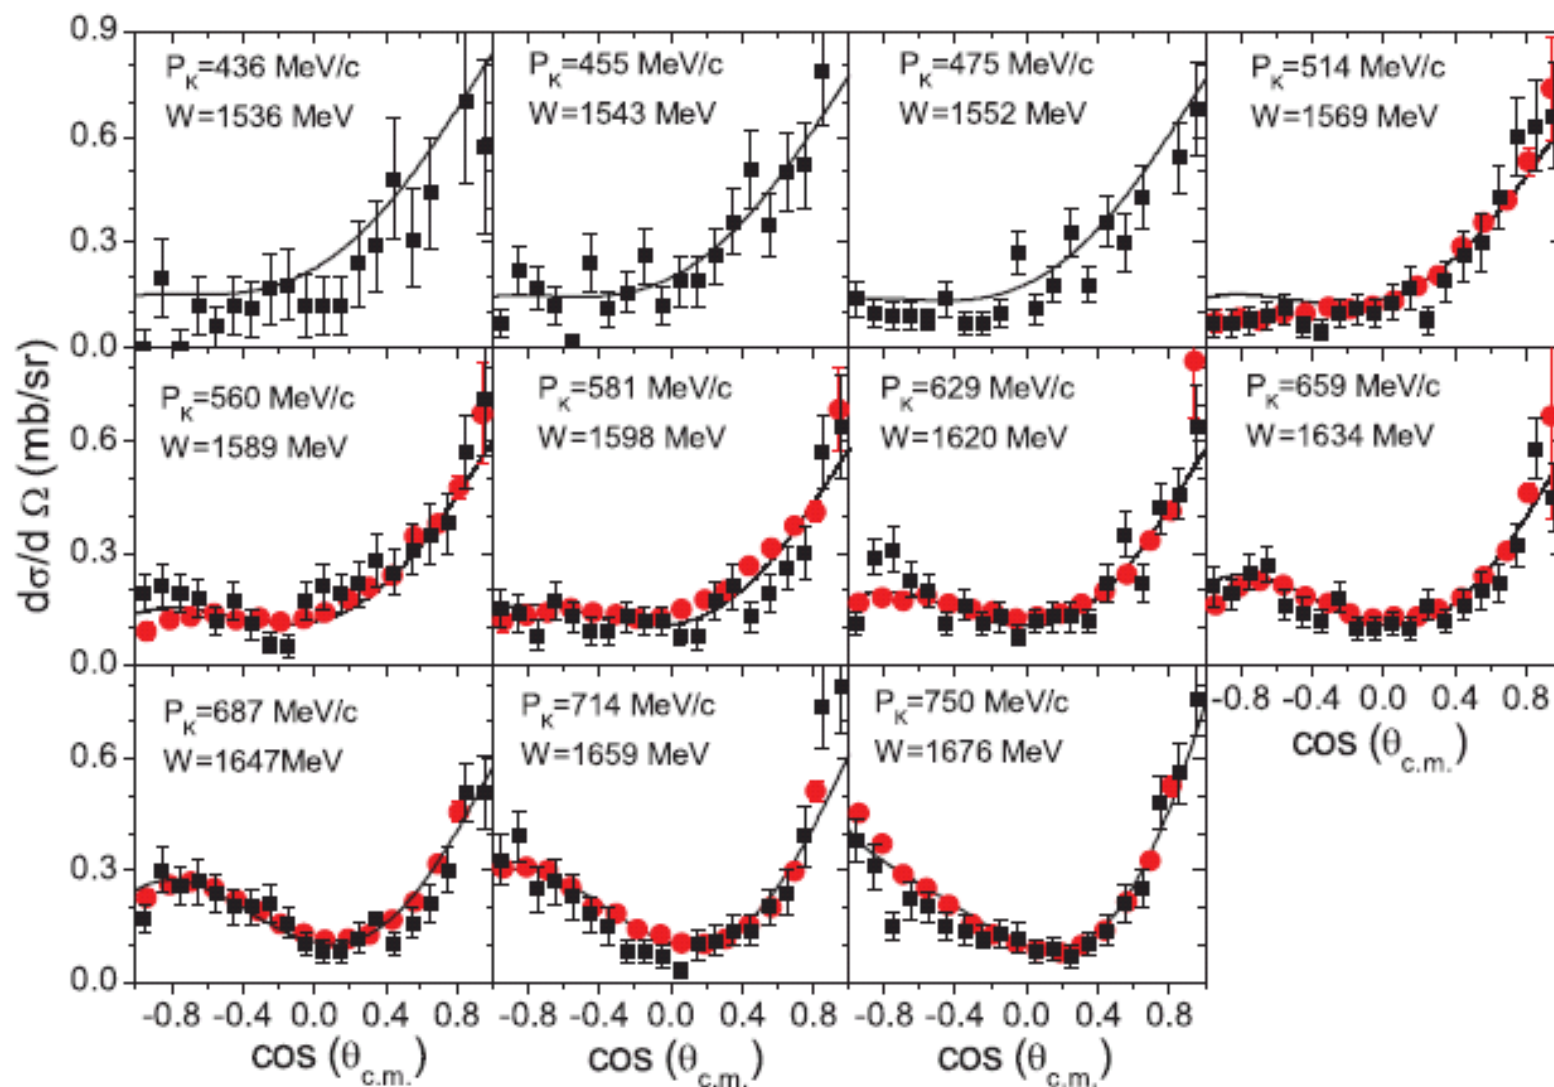 0.9
P_K=436 MeV/c
W=1536 MeV
P_K=455 MeV/c
W=1543 MeV
P_K=475 MeV/c
W=1552 MeV
P_K=514 MeV/c
W=1569 MeV
0.6
0.3
0.0
dσ/d Ω (mb/sr)
P_K=560 MeV/c
W=1589 MeV
P_K=581 MeV/c
W=1598 MeV
P_K=629 MeV/c
W=1620 MeV
P_K=659 MeV/c
W=1634 MeV
0.6
0.3
0.0
-0.8 -0.4 0.0 0.4 0.8
cos (θ_c.m.)
P_K=687 MeV/c
W=1647MeV
P_K=714 MeV/c
W=1659 MeV
P_K=750 MeV/c
W=1676 MeV
0.6
0.3
0.0
-0.8 -0.4 0.0 0.4 0.8 -0.8 -0.4 0.0 0.4 0.8 -0.8 -0.4 0.0 0.4 0.8
cos (θ_c.m.) cos (θ_c.m.) cos (θ_c.m.)